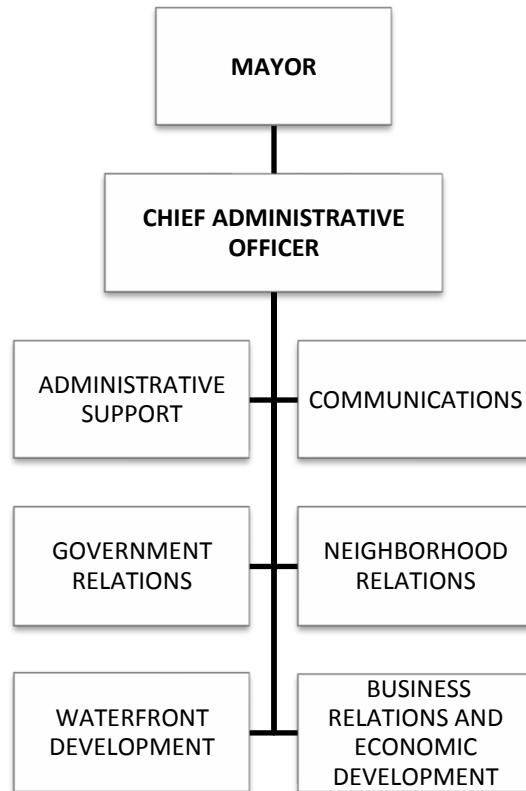 MAYOR
CHIEF ADMINISTRATIVE
OFFICER
ADMINISTRATIVE
SUPPORT
COMMUNICATIONS
GOVERNMENT
RELATIONS
NEIGHBORHOOD
RELATIONS
WATERFRONT
DEVELOPMENT
BUSINESS
RELATIONS AND
ECONOMIC
DEVELOPMENT